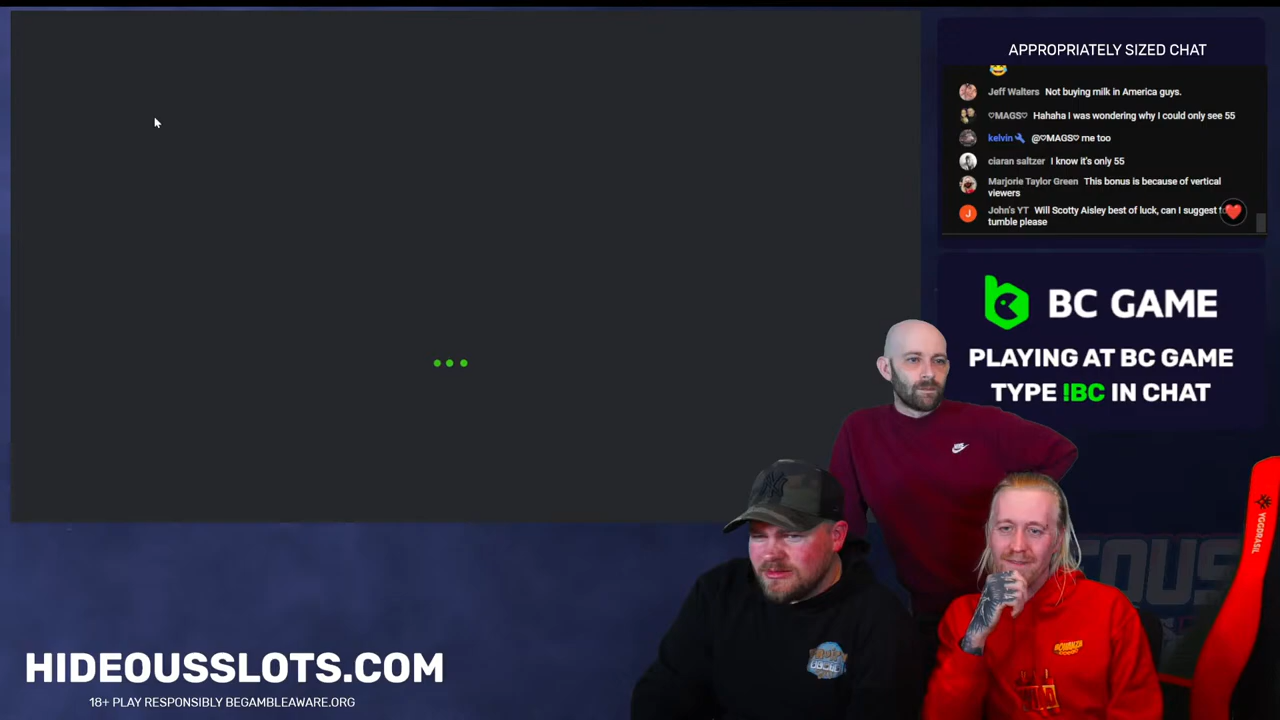 APPROPRIATELY SIZED CHAT
Jeff Walters Not buying milk in America guys.
♡MAGS♡ Hahaha I was wondering why I could only see 55
kelvin @♡MAGS♡ me too
ciaran saltzer I know it's only 55
Marjorie Taylor Green This bonus is because of vertical
viewers
John's YT Will Scotty Aisley best of luck, can I suggest
tumble please
J
BC GAME
PLAYING AT BC GAME
TYPE !BC IN CHAT
YGGDRASIL
BONANZA
HIDEOUSSLOTS.COM
18+ PLAY RESPONSIBLY BEGAMBLEAWARE.ORG